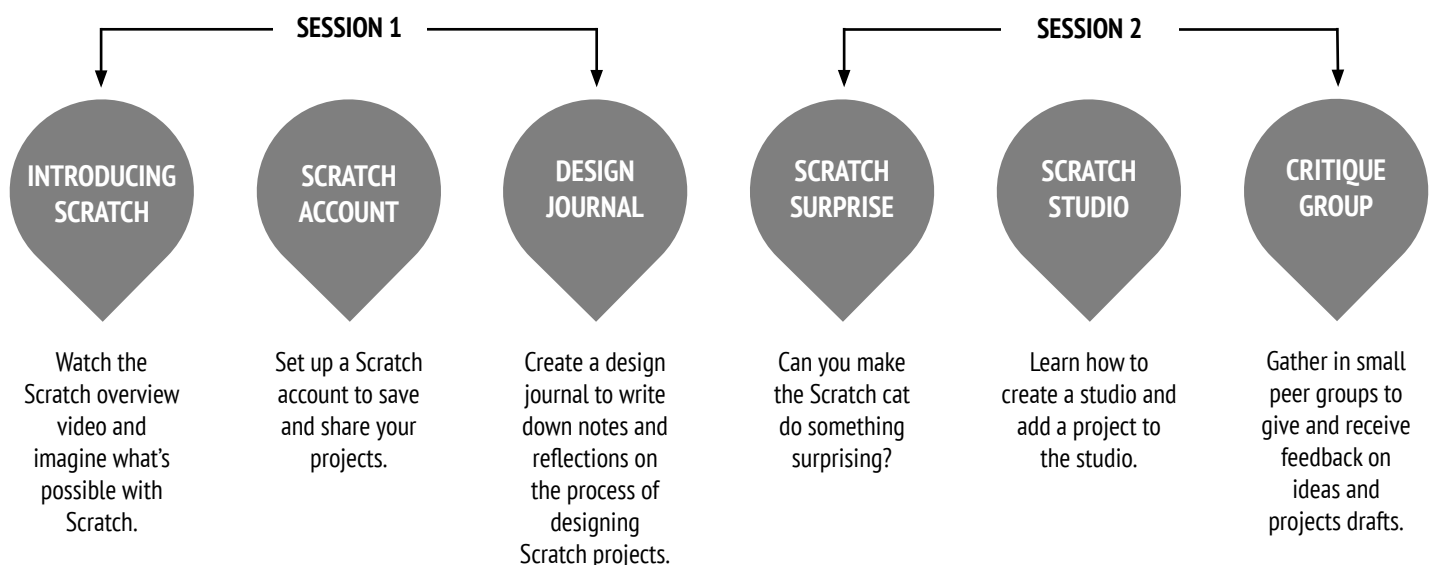 SESSION 1
SESSION 2
INTRODUCING
SCRATCH
SCRATCH
ACCOUNT
DESIGN
JOURNAL
SCRATCH
SURPRISE
SCRATCH
STUDIO
CRITIQUE
GROUP
Watch the
Scratch overview
video and
imagine what’s
possible with
Scratch.
Set up a Scratch
account to save
and share your
projects.
Create a design
journal to write
down notes and
reflections on
the process of
designing
Scratch projects.
Can you make
the Scratch cat
do something
surprising?
Learn how to
create a studio and
add a project to
the studio.
Gather in small
peer groups to
give and receive
feedback on
ideas and
projects drafts.